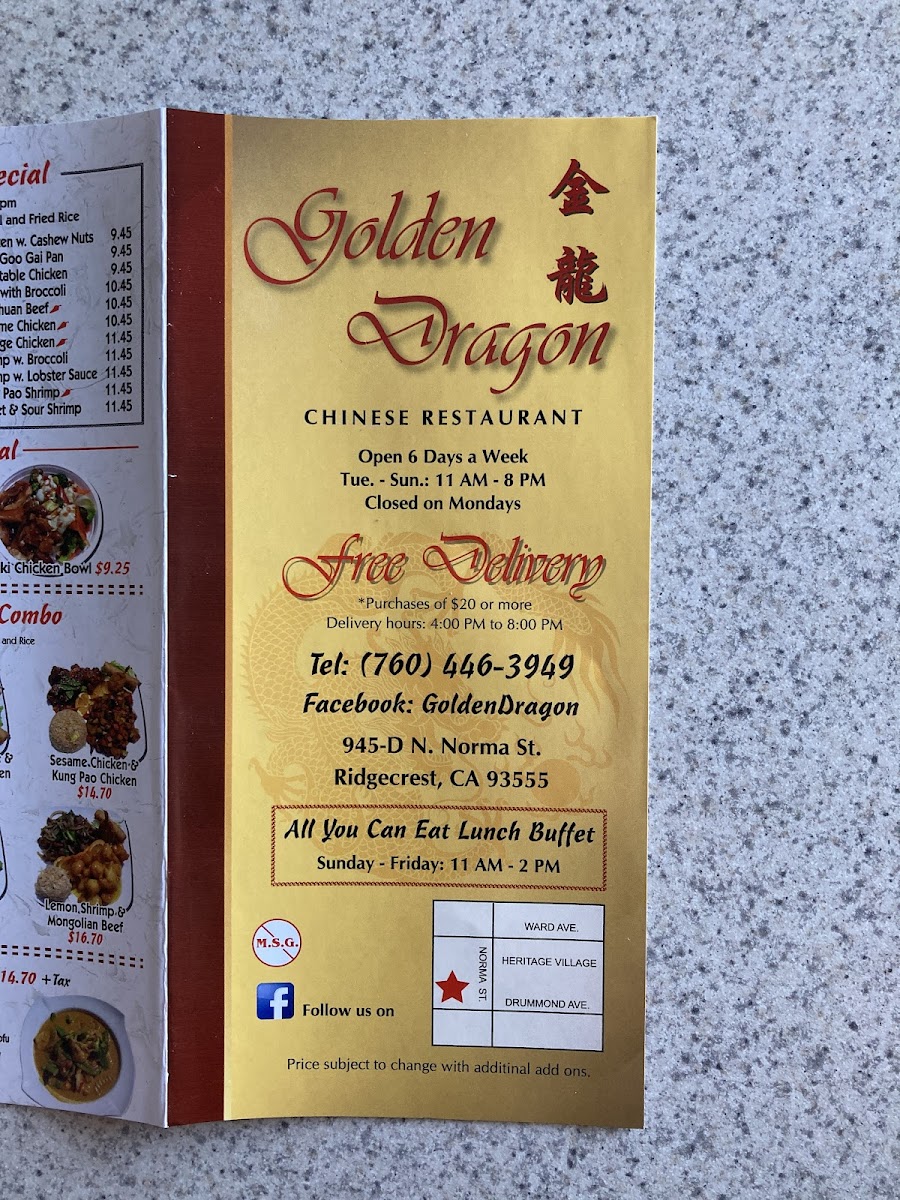 ecial
pm
l and Fried Rice
en w. Cashew Nuts 9.45
Goo Gai Pan 9.45
table Chicken 9.45
with Broccoli 10.45
huan Beef 10.45
me Chicken 10.45
ge Chicken 11.45
mp w. Broccoli 11.45
mp w. Lobster Sauce 11.45
Pao Shrimp 11.45
et & Sour Shrimp 11.45
al
ki Chicken Bowl $9.25
Combo
and Rice
&
en
Sesame Chicken &
Kung Pao Chicken
$14.70
Lemon Shrimp &
Mongolian Beef
$16.70
14.70 +Tax
ofu
Golden
Dragon
金
龍
CHINESE RESTAURANT
Open 6 Days a Week
Tue. - Sun.: 11 AM - 8 PM
Closed on Mondays
Free Delivery
*Purchases of $20 or more
Delivery hours: 4:00 PM to 8:00 PM
Tel: (760) 446-3949
Facebook: GoldenDragon
945-D N. Norma St.
Ridgecrest, CA 93555
All You Can Eat Lunch Buffet
Sunday - Friday: 11 AM - 2 PM
M.S.G.
f Follow us on
WARD AVE.
HERITAGE VILLAGE
NORMA ST.
DRUMMOND AVE.
Price subject to change with additinal add ons.